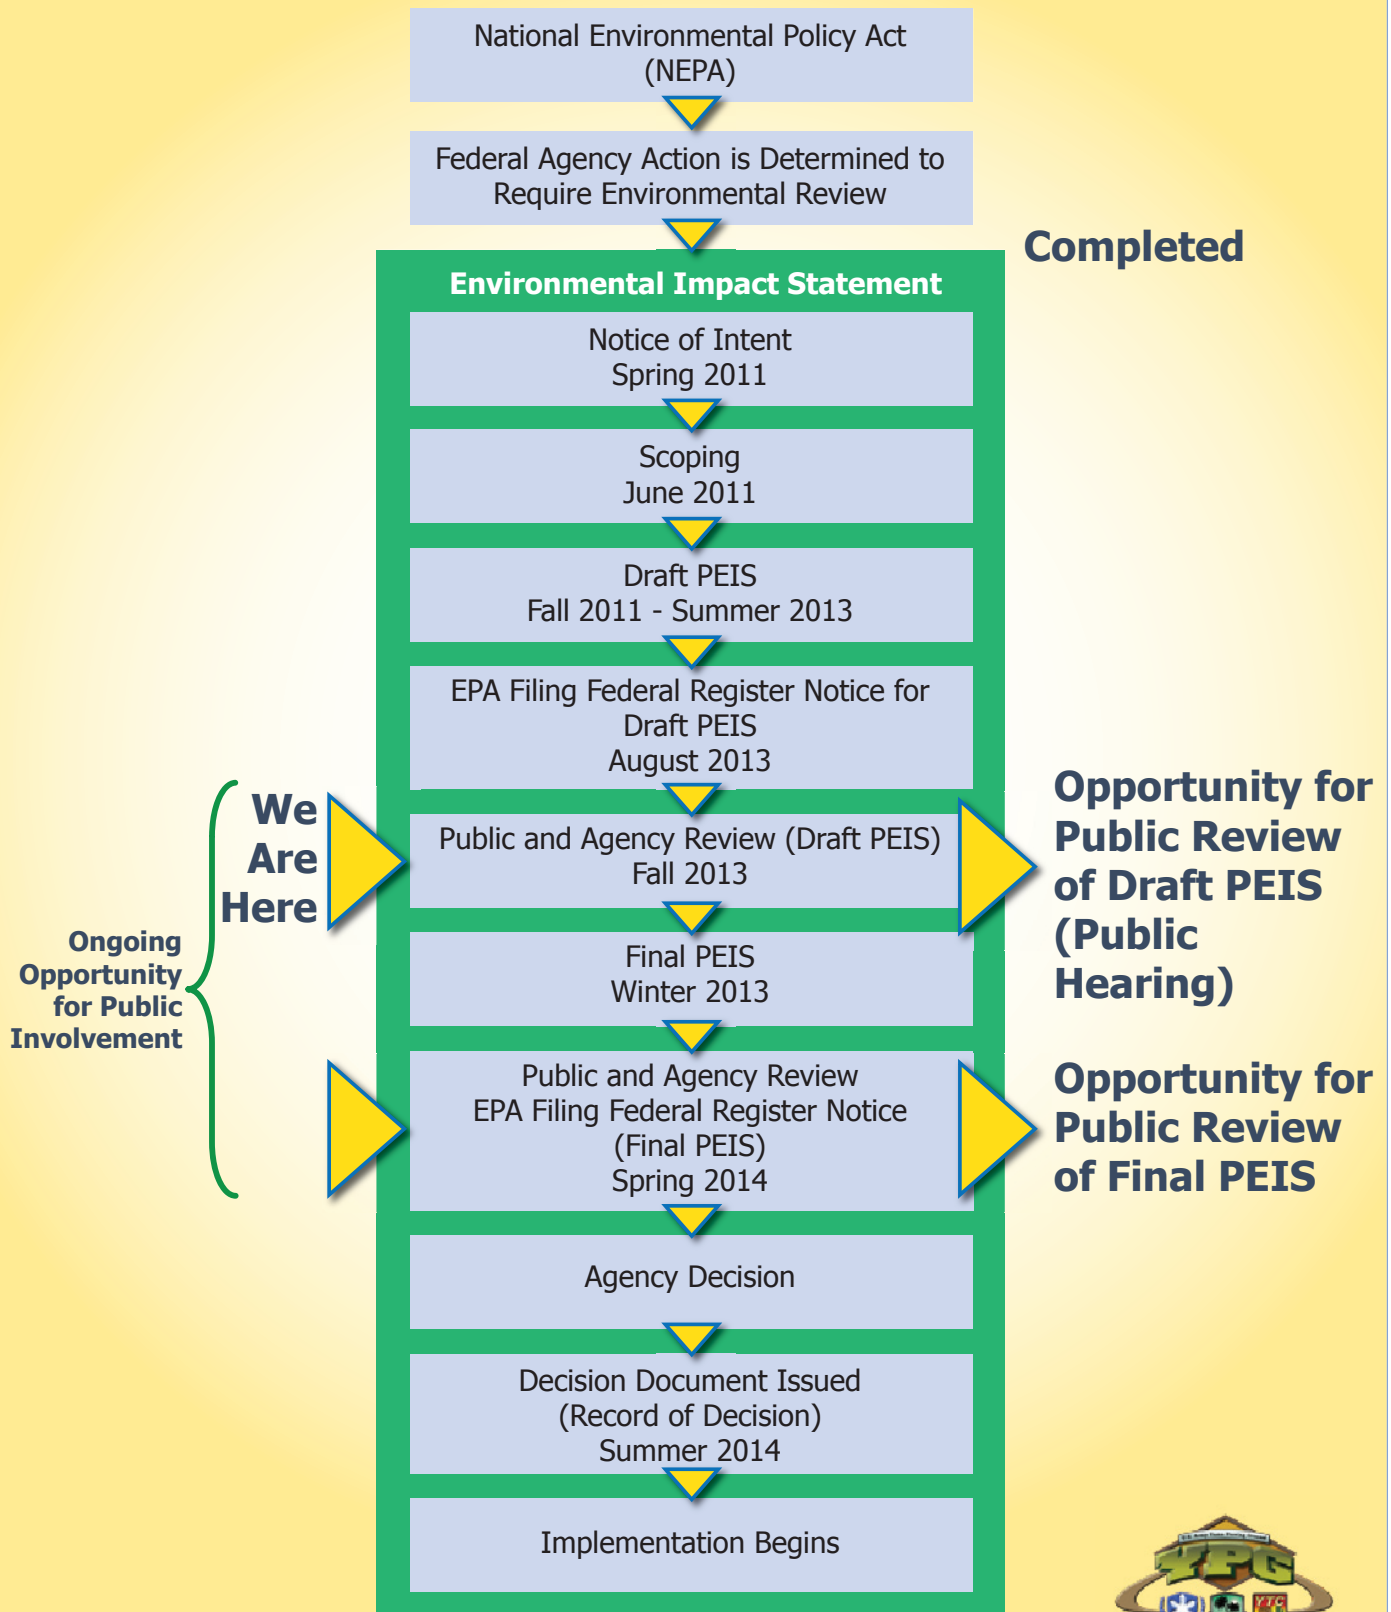 National Environmental Policy Act
(NEPA)
Federal Agency Action is Determined to
Require Environmental Review
Completed
Environmental Impact Statement
Notice of Intent
Spring 2011
Scoping
June 2011
Draft PEIS
Fall 2011 - Summer 2013
EPA Filing Federal Register Notice for
Draft PEIS
August 2013
We
Are
Here
Public and Agency Review (Draft PEIS)
Fall 2013
Opportunity for
Public Review
of Draft PEIS
(Public
Hearing)
Ongoing
Opportunity
for Public
Involvement
Final PEIS
Winter 2013
Public and Agency Review
EPA Filing Federal Register Notice
(Final PEIS)
Spring 2014
Opportunity for
Public Review
of Final PEIS
Agency Decision
Decision Document Issued
(Record of Decision)
Summer 2014
Implementation Begins
YPG
YTC